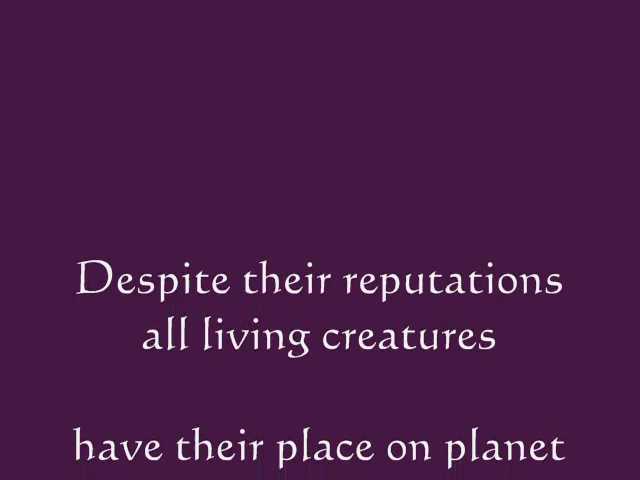 Despite their reputations
all living creatures
have their place on planet